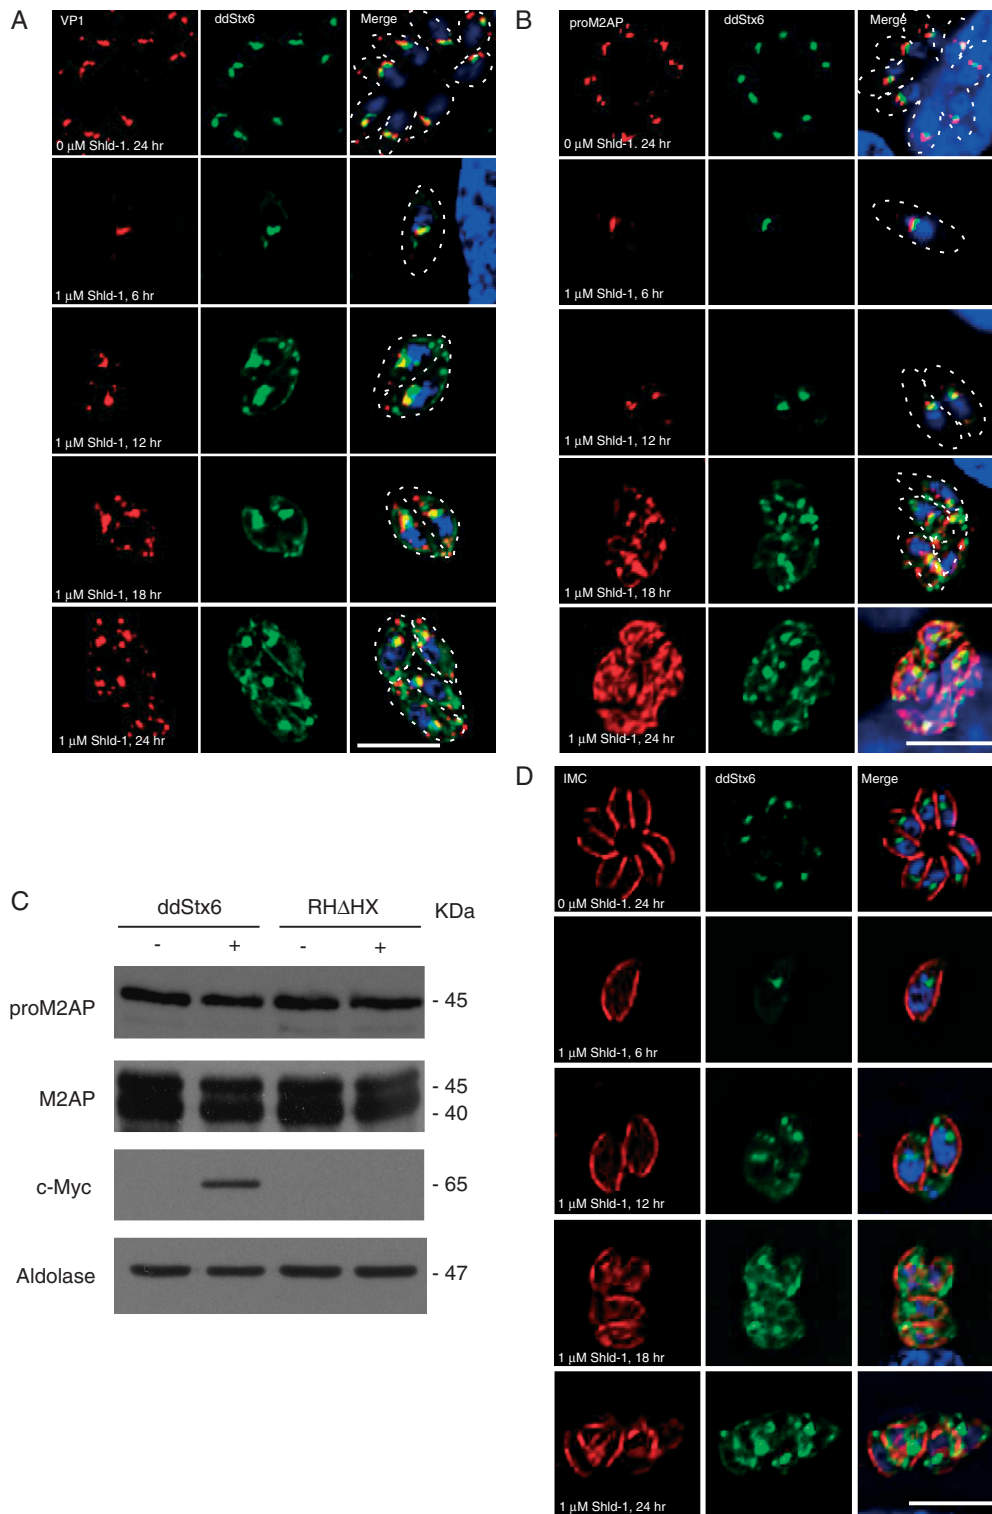 A
VP1
ddStx6
Merge
0 µM Shld-1. 24 hr
1 µM Shld-1, 6 hr
1 µM Shld-1, 12 hr
1 µM Shld-1, 18 hr
1 µM Shld-1, 24 hr
B
proM2AP
ddStx6
Merge
0 µM Shld-1. 24 hr
1 µM Shld-1, 6 hr
1 µM Shld-1, 12 hr
1 µM Shld-1, 18 hr
1 µM Shld-1, 24 hr
C
ddStx6
RHΔHX
KDa
- + - +
proM2AP
- 45
M2AP
- 45
- 40
c-Myc
- 65
Aldolase
- 47
D
IMC
ddStx6
Merge
0 µM Shld-1. 24 hr
1 µM Shld-1, 6 hr
1 µM Shld-1, 12 hr
1 µM Shld-1, 18 hr
1 µM Shld-1, 24 hr